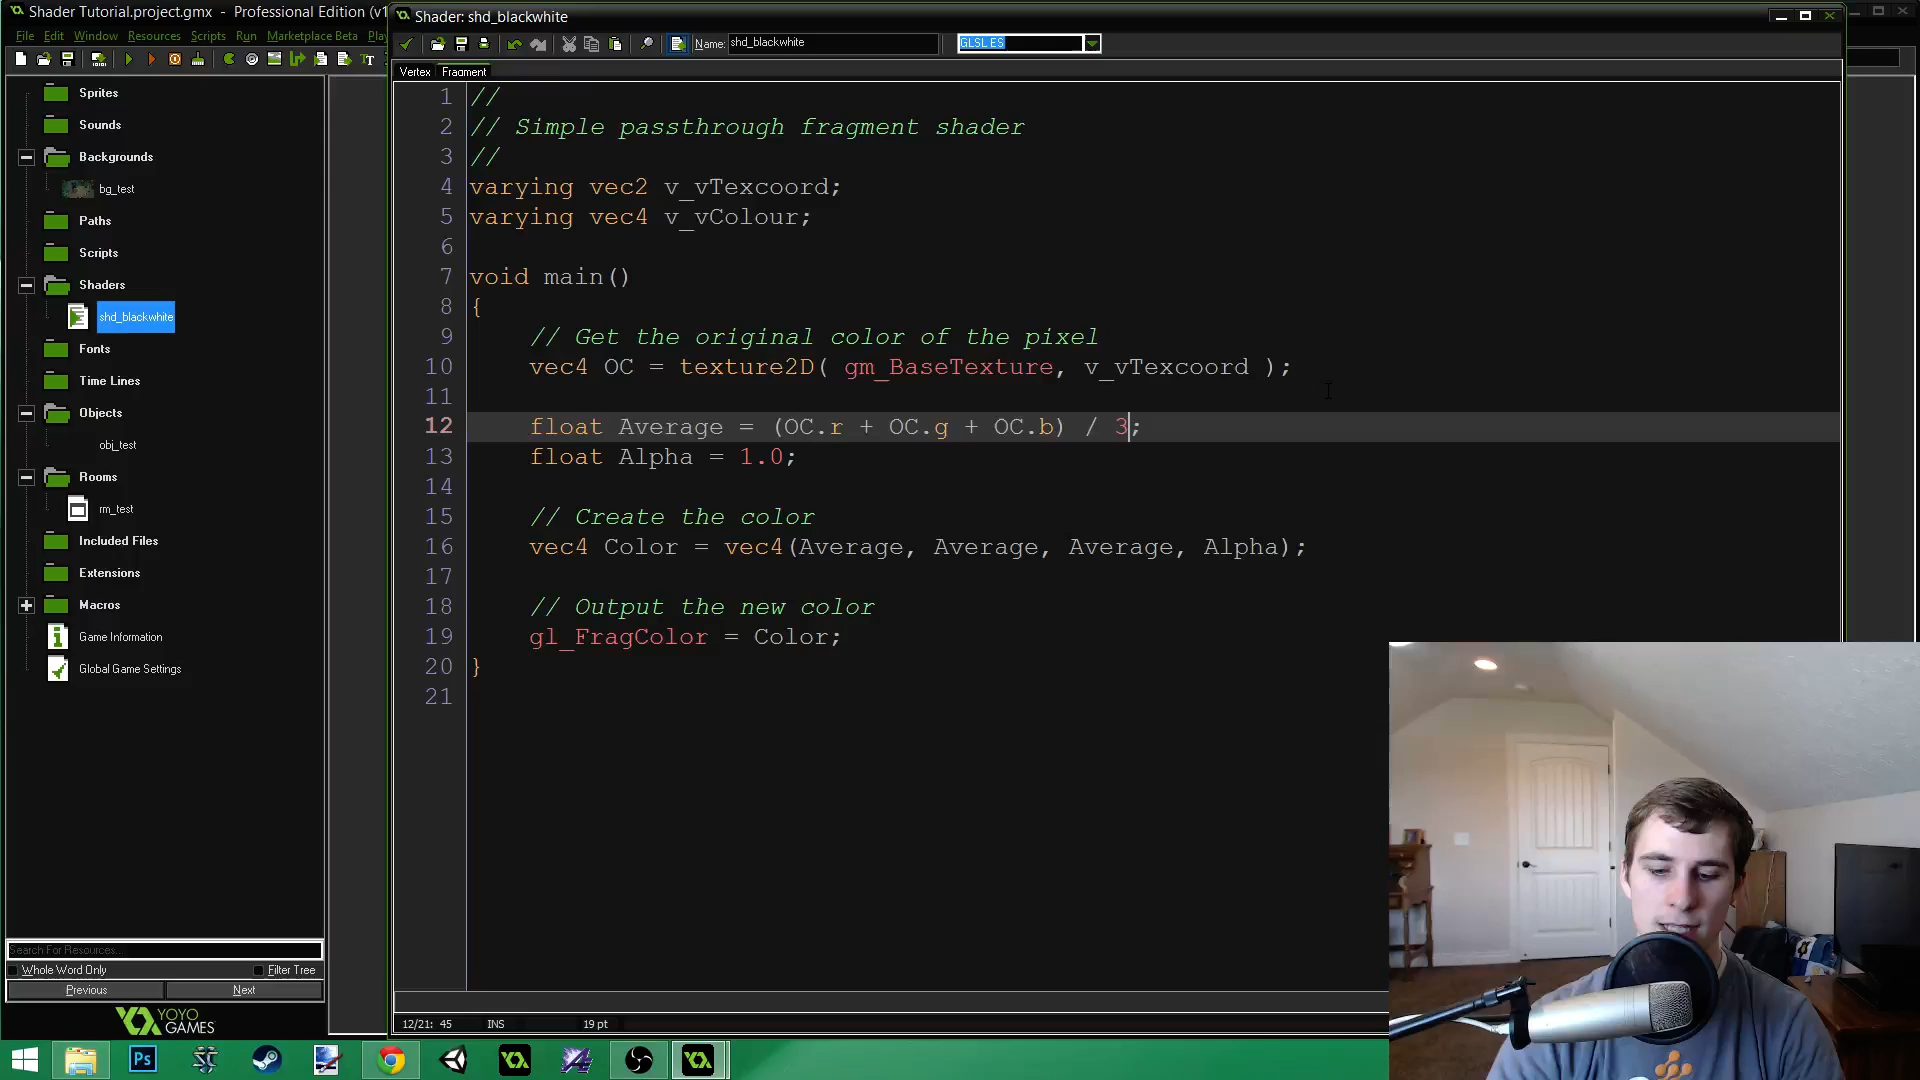 Shader Tutorial.project.gmx - Professional Edition (v1
File Edit Window Resources Scripts Run Marketplace Beta
Shader: shd_blackwhite
Name: shd_blackwhite
GLSL ES
Vertex Fragment
Sprites
Sounds
Backgrounds
bg_test
Paths
Scripts
Shaders
shd_blackwhite
Fonts
Time Lines
Objects
obj_test
Rooms
rm_test
Included Files
Extensions
Macros
Game Information
Global Game Settings
Search For Resources...
Whole Word Only Filter Tree
Previous Next
YOYO
GAMES
1 //
2 // Simple passthrough fragment shader
3 //
4 varying vec2 v_vTexcoord;
5 varying vec4 v_vColour;
6
7 void main()
8 {
9 // Get the original color of the pixel
10 vec4 OC = texture2D( gm_BaseTexture, v_vTexcoord );
11
12 float Average = (OC.r + OC.g + OC.b) / 3;
13 float Alpha = 1.0;
14
15 // Create the color
16 vec4 Color = vec4(Average, Average, Average, Alpha);
17
18 // Output the new color
19 gl_FragColor = Color;
20 }
21
12/21: 45 INS 19 pt
Ps